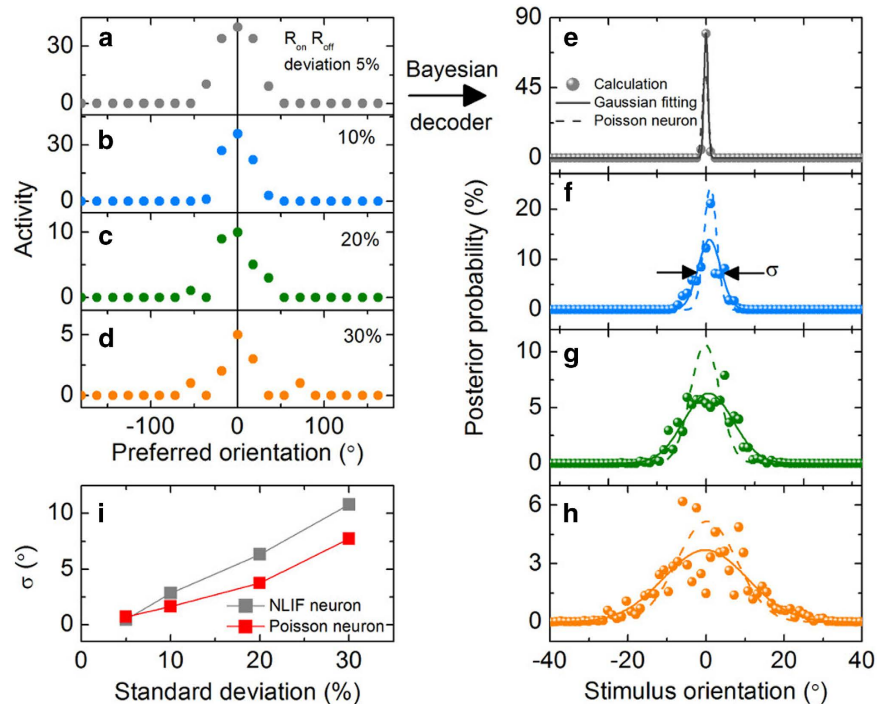 a
R_on R_off
deviation 5%
30
0
b
10%
30
0
c
20%
10
0
d
30%
5
0
-100 0 100
Preferred orientation (°)
Activity
Bayesian
decoder
e
90
45
0
Calculation
Gaussian fitting
Poisson neuron
f
20
10
0
σ
g
10
5
0
h
6
3
0
-40 -20 0 20 40
Stimulus orientation (°)
Posterior probability (%)
i
10
5
0
NLIF neuron
Poisson neuron
0 10 20 30
Standard deviation (%)
σ (°)